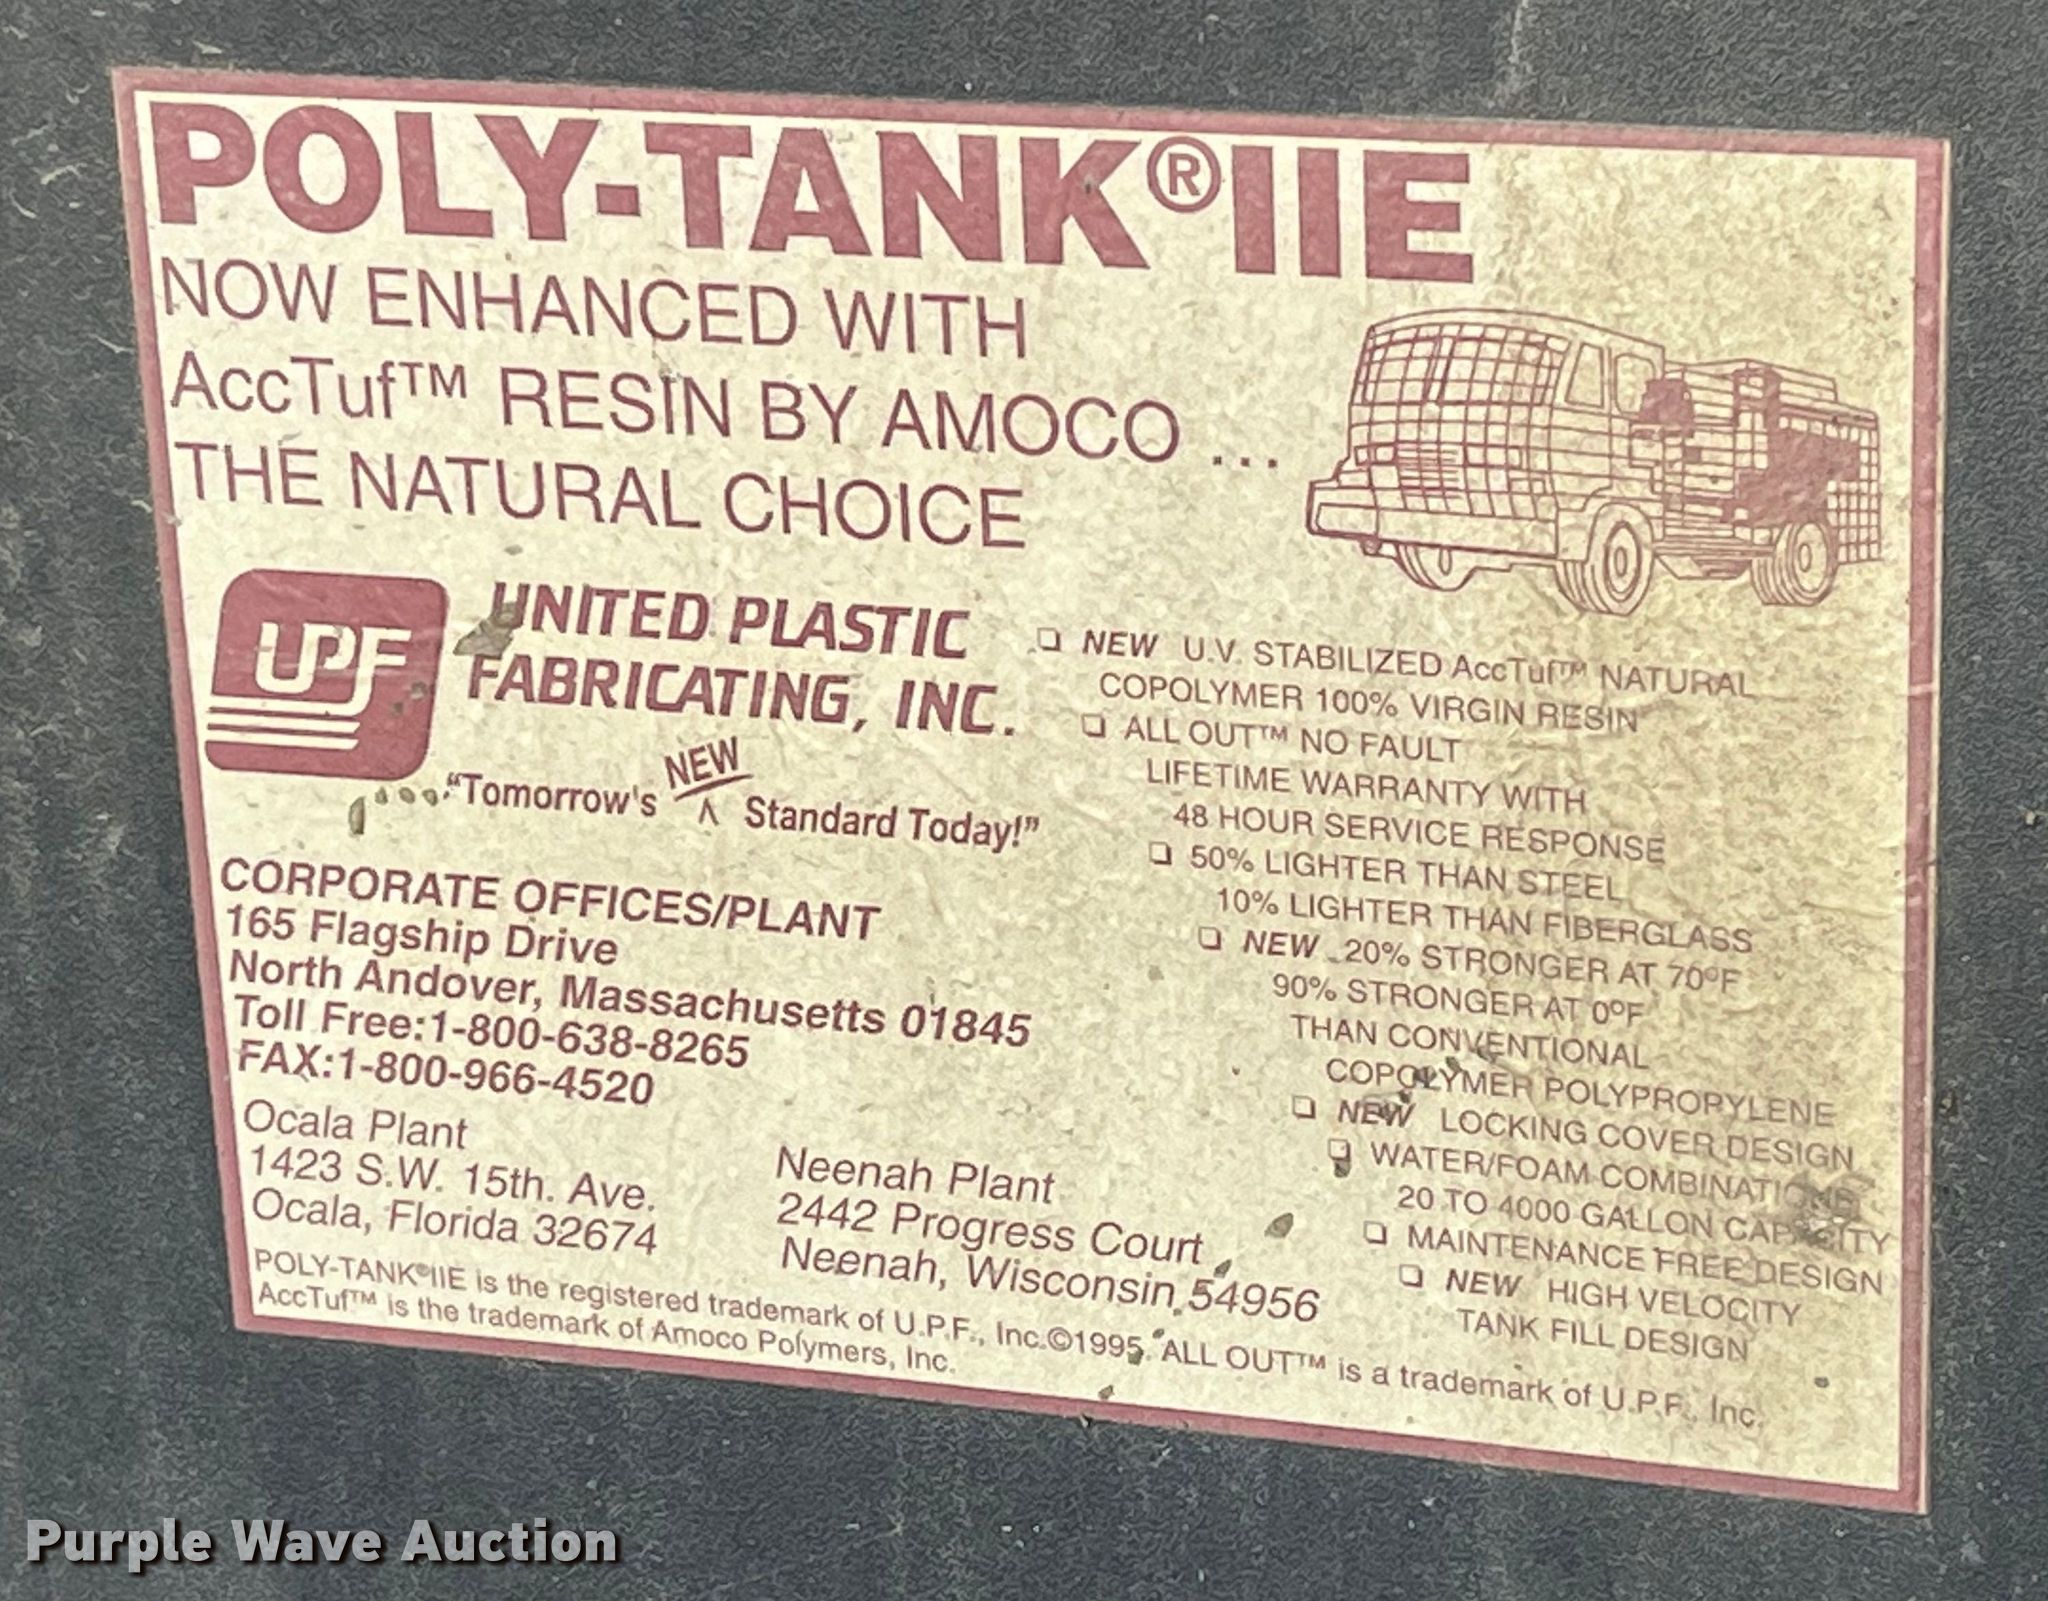 POLY-TANK®IIE
NOW ENHANCED WITH
AccTuf™ RESIN BY AMOCO ...
THE NATURAL CHOICE
UPF
UNITED PLASTIC
FABRICATING, INC.
"Tomorrow's NEW ^ Standard Today!"
CORPORATE OFFICES/PLANT
165 Flagship Drive
North Andover, Massachusetts 01845
Toll Free:1-800-638-8265
FAX:1-800-966-4520
Ocala Plant
1423 S.W. 15th. Ave.
Ocala, Florida 32674
Neenah Plant
2442 Progress Court
Neenah, Wisconsin 54956
❑ NEW U.V. STABILIZED AccTuf™ NATURAL
COPOLYMER 100% VIRGIN RESIN
❑ ALL OUT™ NO FAULT
LIFETIME WARRANTY WITH
48 HOUR SERVICE RESPONSE
❑ 50% LIGHTER THAN STEEL
10% LIGHTER THAN FIBERGLASS
❑ NEW 20% STRONGER AT 70ºF
90% STRONGER AT 0ºF
THAN CONVENTIONAL
COPOLYMER POLYPROPYLENE
❑ NEW LOCKING COVER DESIGN
❑ WATER/FOAM COMBINATIONS
20 TO 4000 GALLON CAPACITY
❑ MAINTENANCE FREE DESIGN
❑ NEW HIGH VELOCITY
TANK FILL DESIGN
POLY-TANK®IIE is the registered trademark of U.P.F., Inc.©1995. ALL OUT™ is a trademark of U.P.F., Inc.
AccTuf™ is the trademark of Amoco Polymers, Inc.
Purple Wave Auction